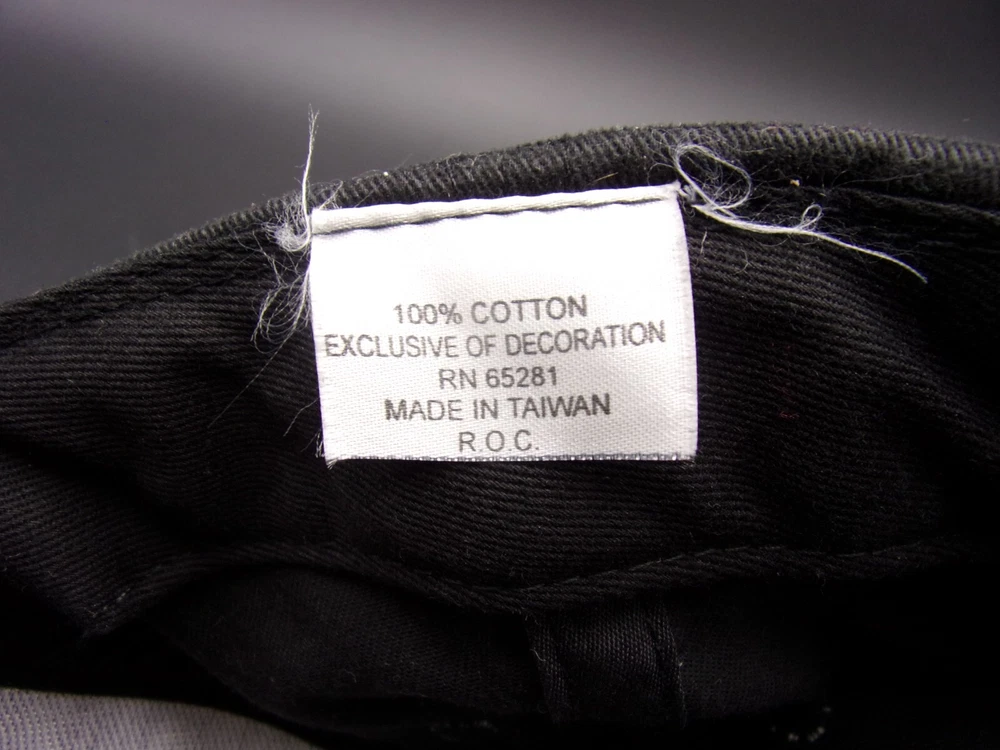 100% COTTON
EXCLUSIVE OF DECORATION
RN 65281
MADE IN TAIWAN
R.O.C.